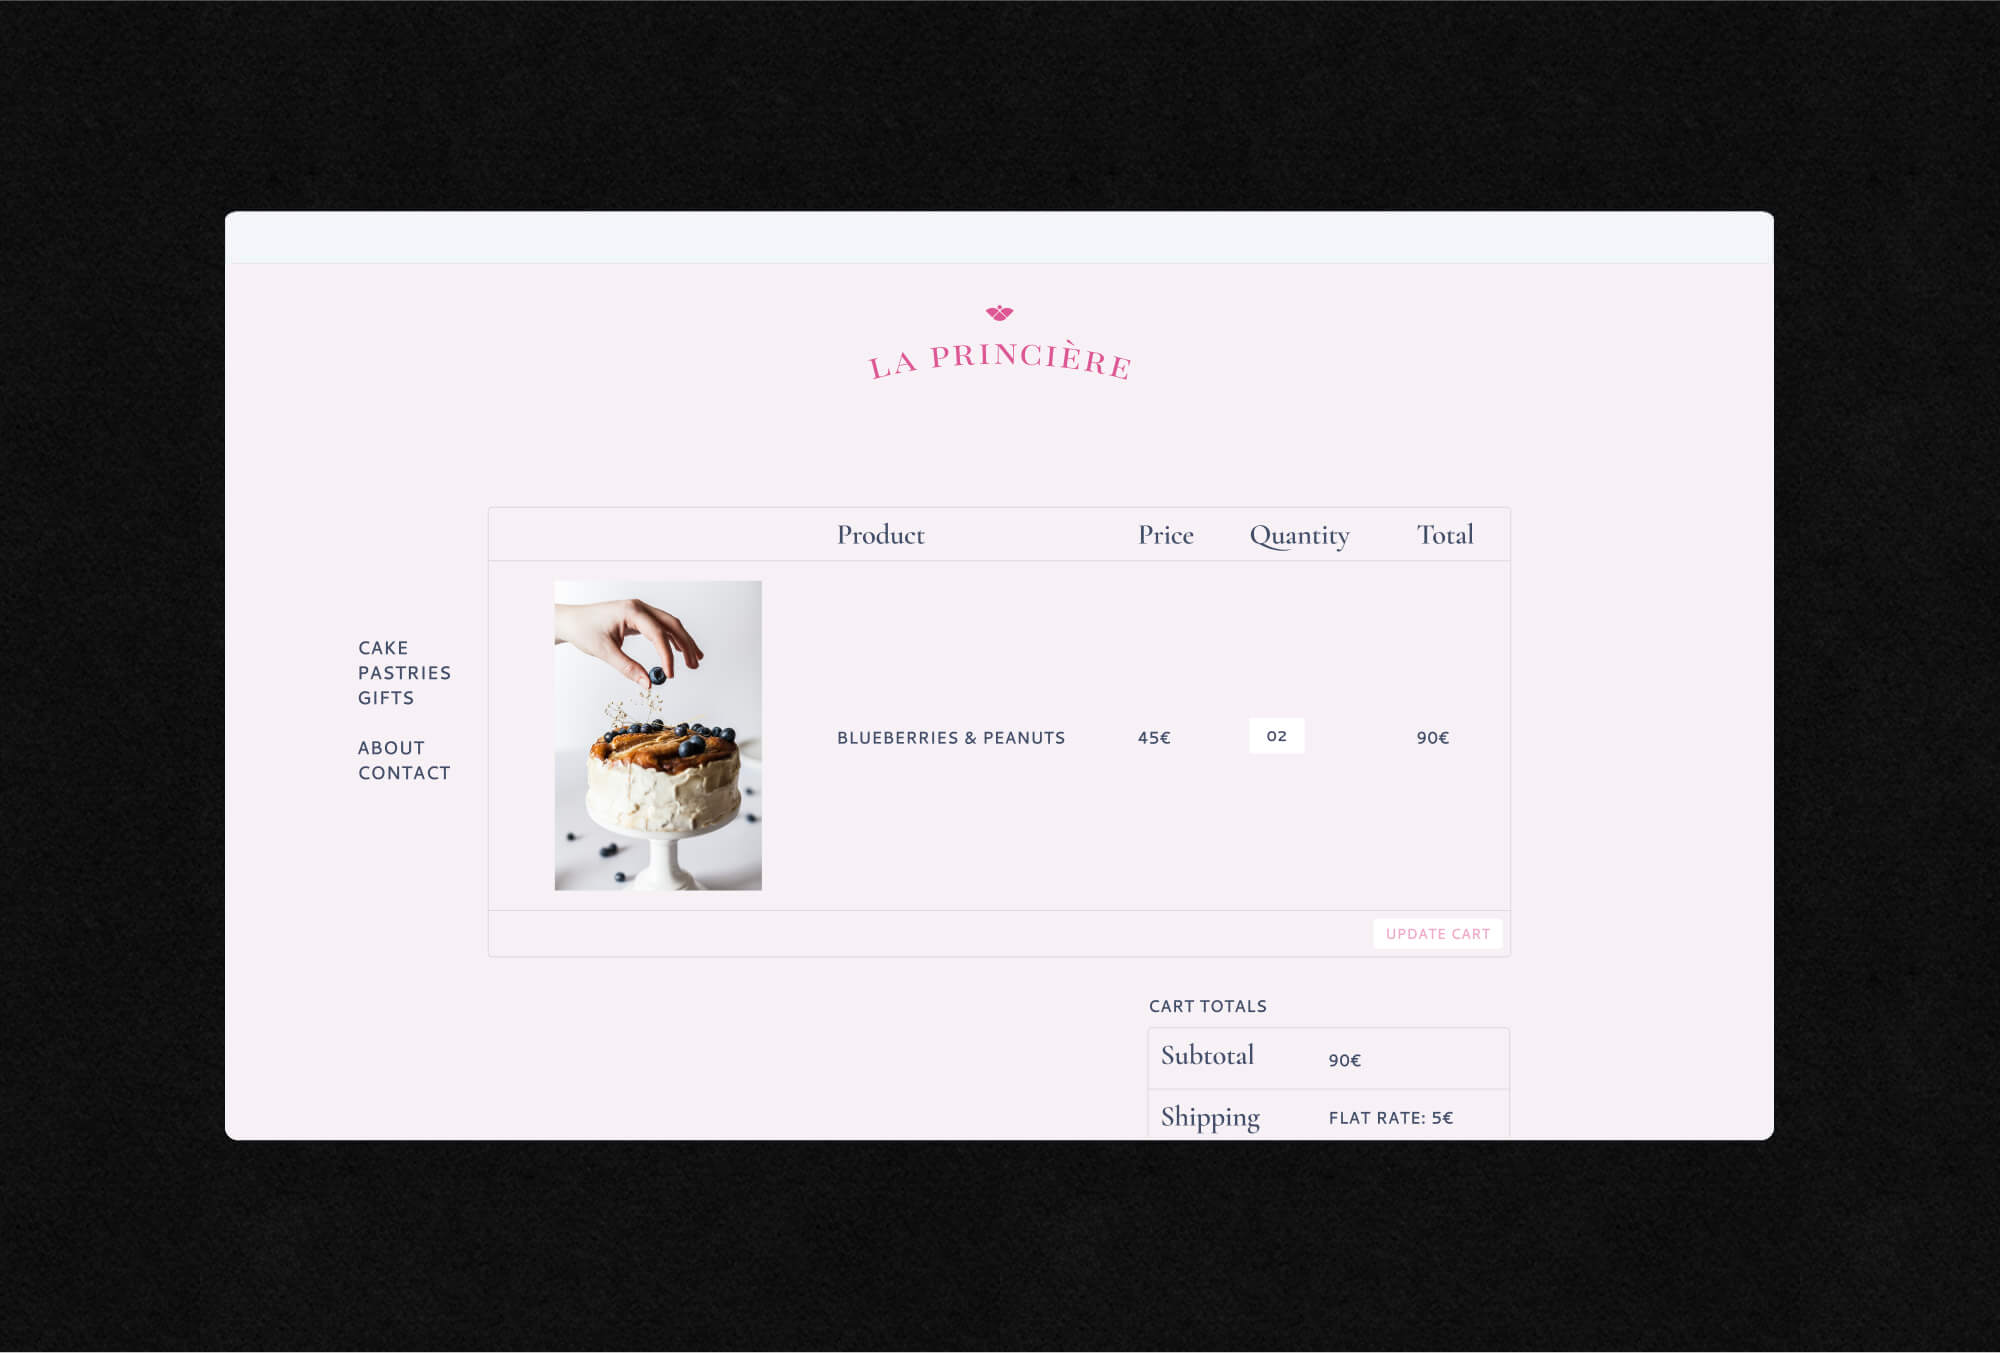 LA PRINCIÈRE
CAKE
PASTRIES
GIFTS
ABOUT
CONTACT
Product Price Quantity Total
BLUEBERRIES & PEANUTS 45€ 02 90€
UPDATE CART
CART TOTALS
Subtotal 90€
Shipping FLAT RATE: 5€